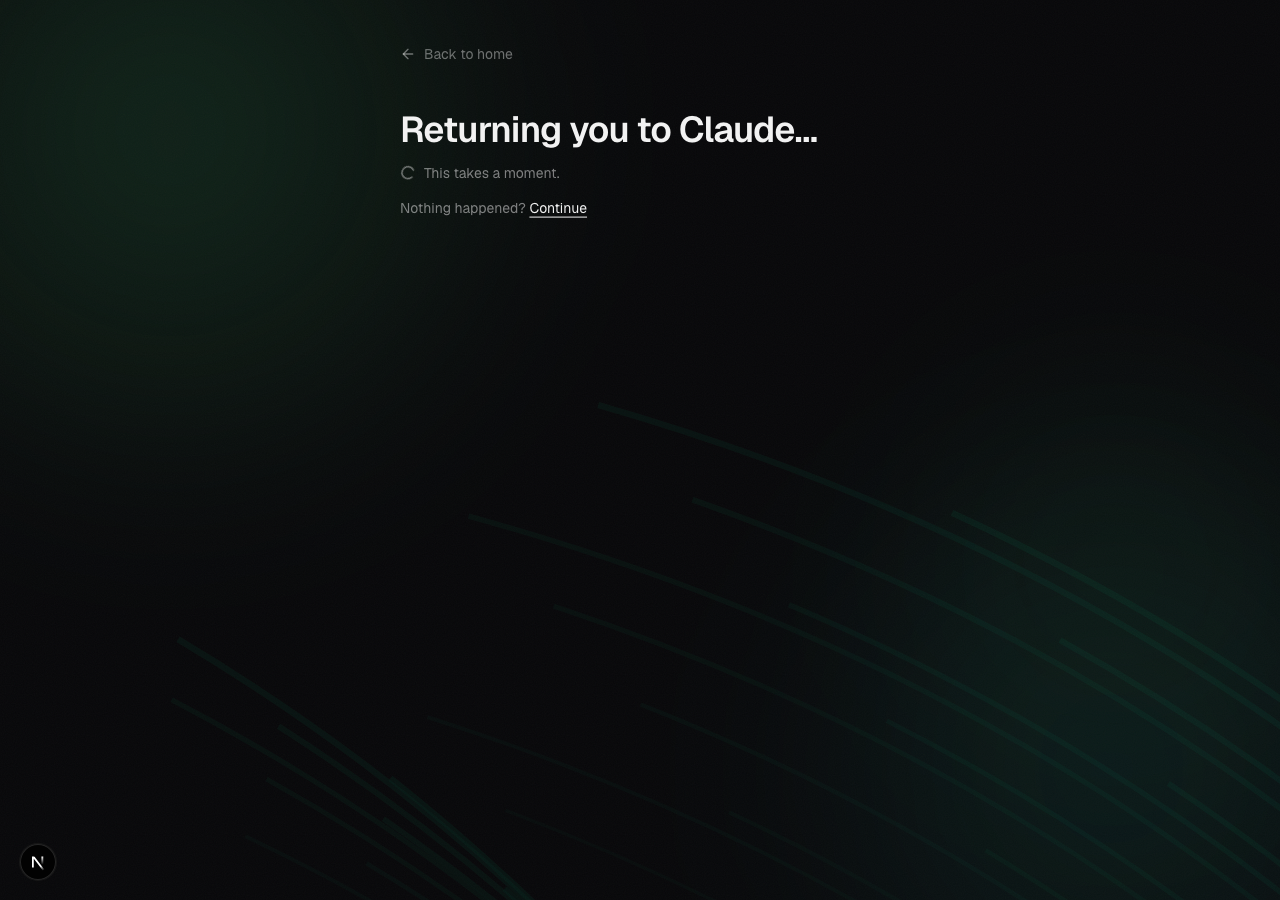 Back to home
Returning you to Claude...
This takes a moment.
Nothing happened? Continue
N